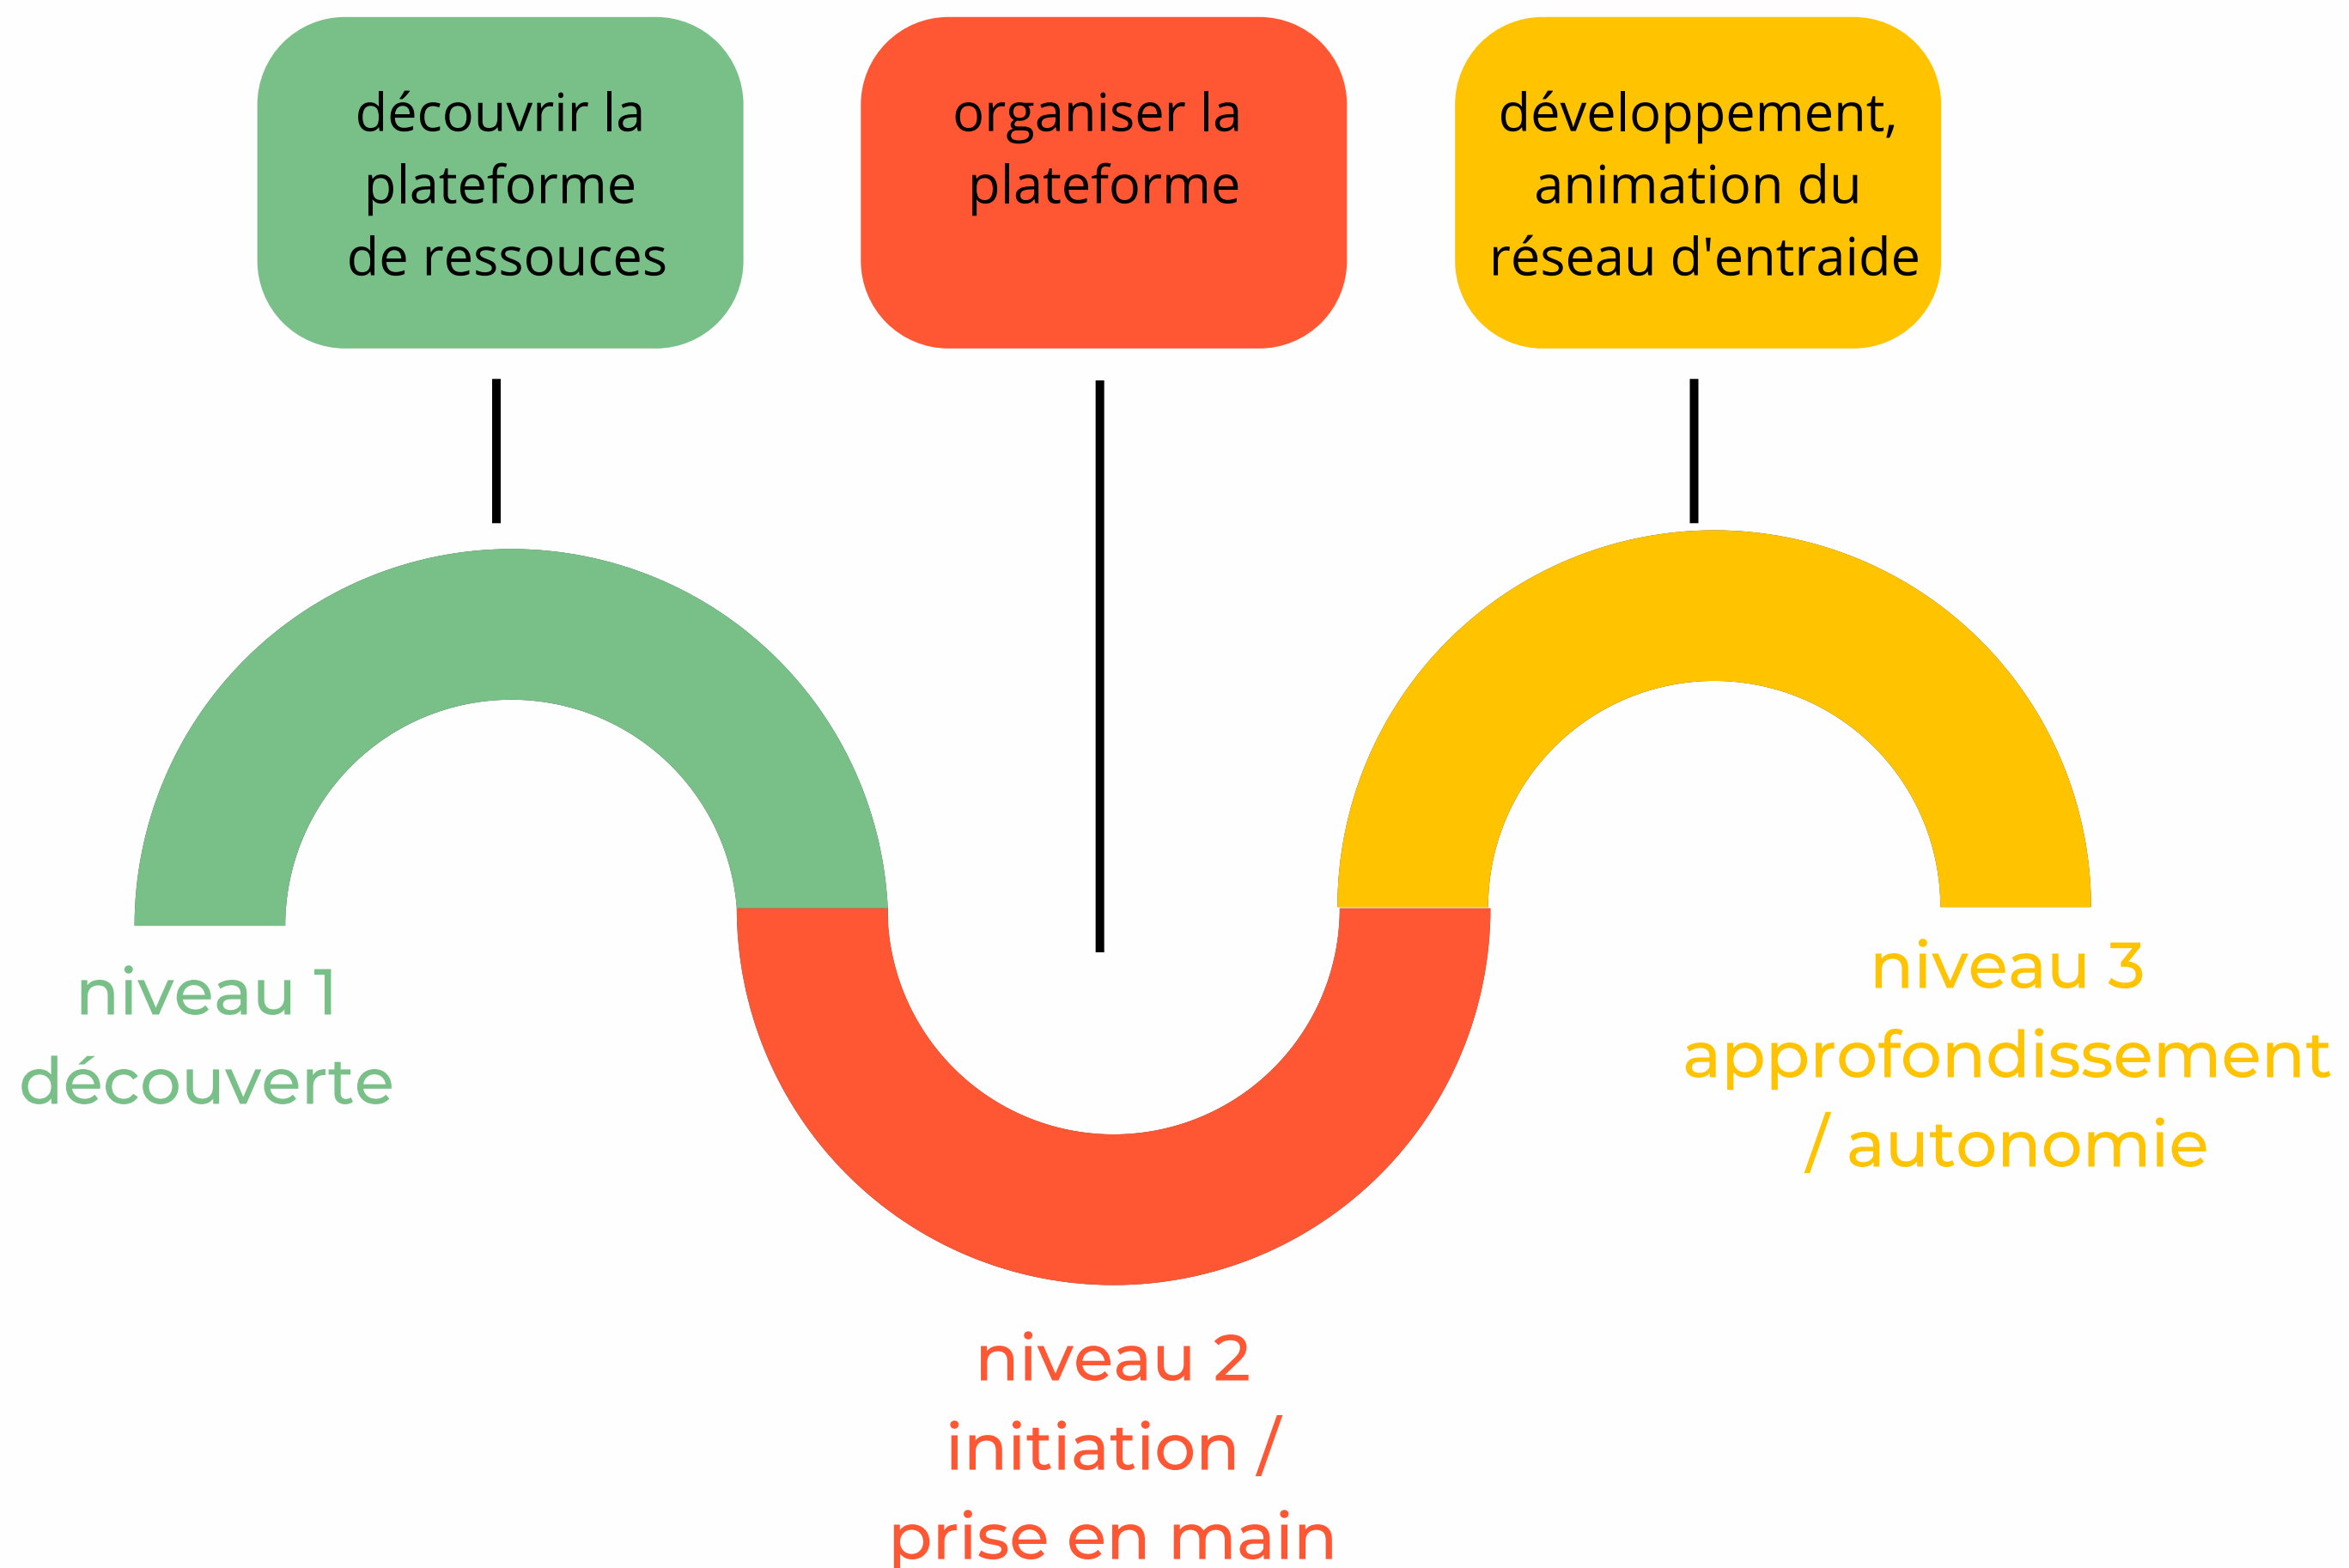 découvrir la
plateforme
de ressouces
organiser la
plateforme
développement,
animation du
réseau d'entraide
niveau 1
découverte
niveau 2
initiation /
prise en main
niveau 3
approfondissement
/ autonomie